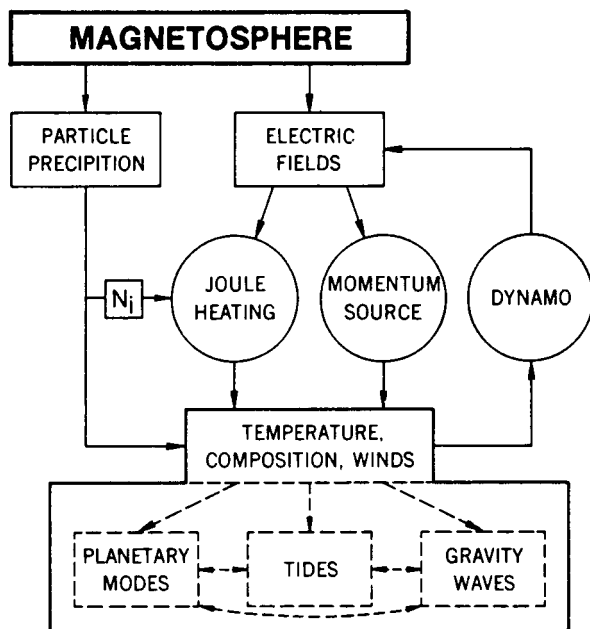 MAGNETOSPHERE
PARTICLE
PRECIPITION
ELECTRIC
FIELDS
Ni
JOULE
HEATING
MOMENTUM
SOURCE
DYNAMO
TEMPERATURE,
COMPOSITION, WINDS
PLANETARY
MODES
TIDES
GRAVITY
WAVES